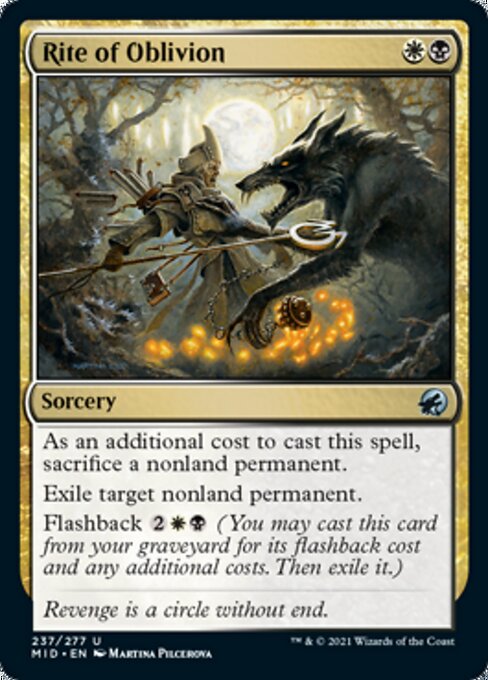 Rite of Oblivion
Sorcery
As an additional cost to cast this spell,
sacrifice a nonland permanent.
Exile target nonland permanent.
Flashback 2 (You may cast this card
from your graveyard for its flashback cost
and any additional costs. Then exile it.)
Revenge is a circle without end.
237/277 U
MID • EN Martina Pilcerova
™ & © 2021 Wizards of the Coast